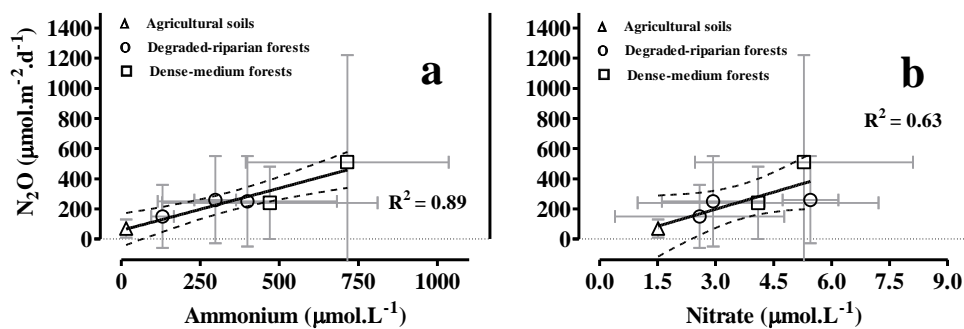 a
Agricultural soils
Degraded-riparian forests
Dense-medium forests
R² = 0.89
N₂O (μmol.m⁻².d⁻¹)
1400
1200
1000
800
600
400
200
0
0 250 500 750 1000
Ammonium (μmol.L⁻¹)
b
Agricultural soils
Degraded-riparian forests
Dense-medium forests
R² = 0.63
1400
1200
1000
800
600
400
200
0
0.0 1.5 3.0 4.5 6.0 7.5 9.0
Nitrate (μmol.L⁻¹)